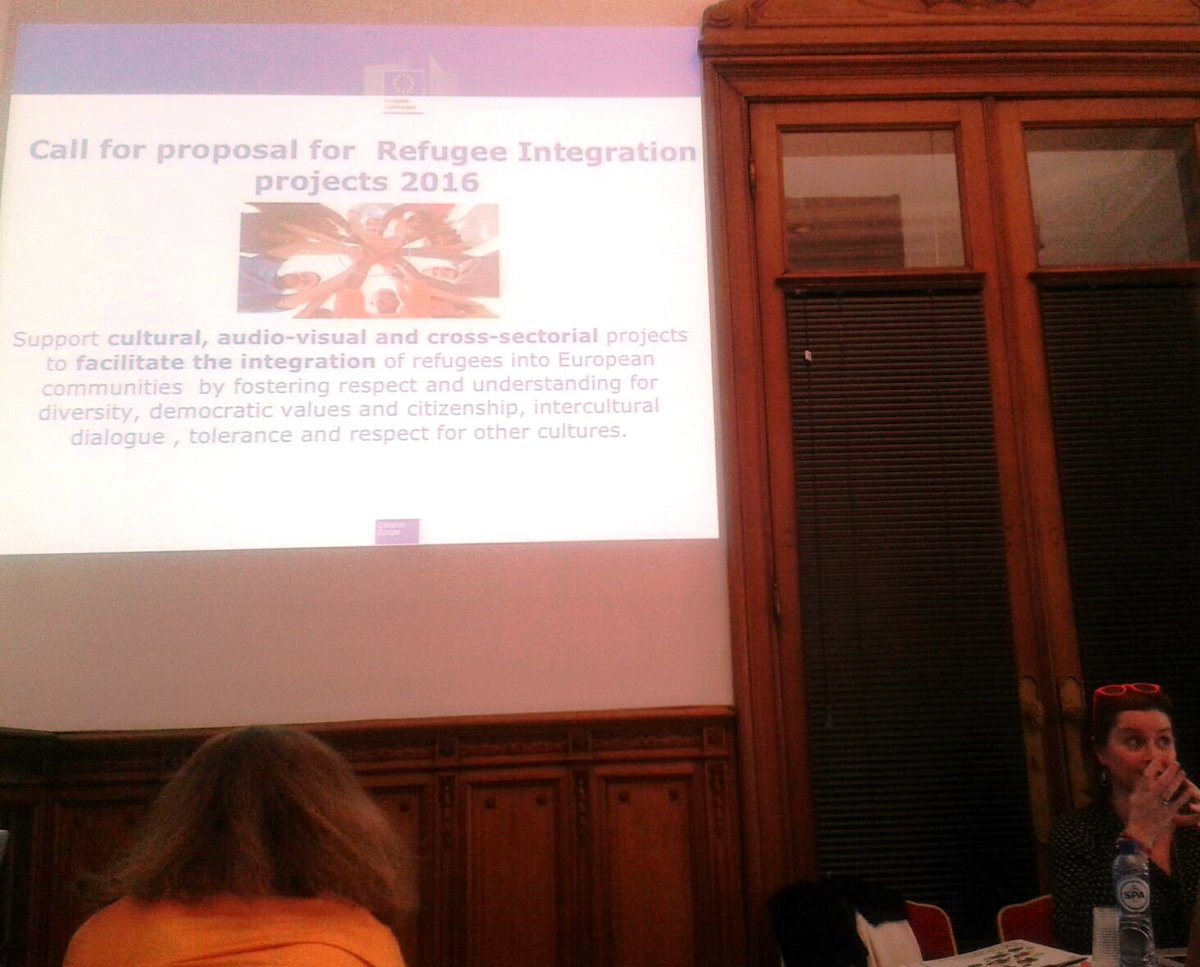 European
Commission
Call for proposal for Refugee Integration
projects 2016
Support cultural, audio-visual and cross-sectorial projects
to facilitate the integration of refugees into European
communities by fostering respect and understanding for
diversity, democratic values and citizenship, intercultural
dialogue , tolerance and respect for other cultures.
Creative
Europe
SPA